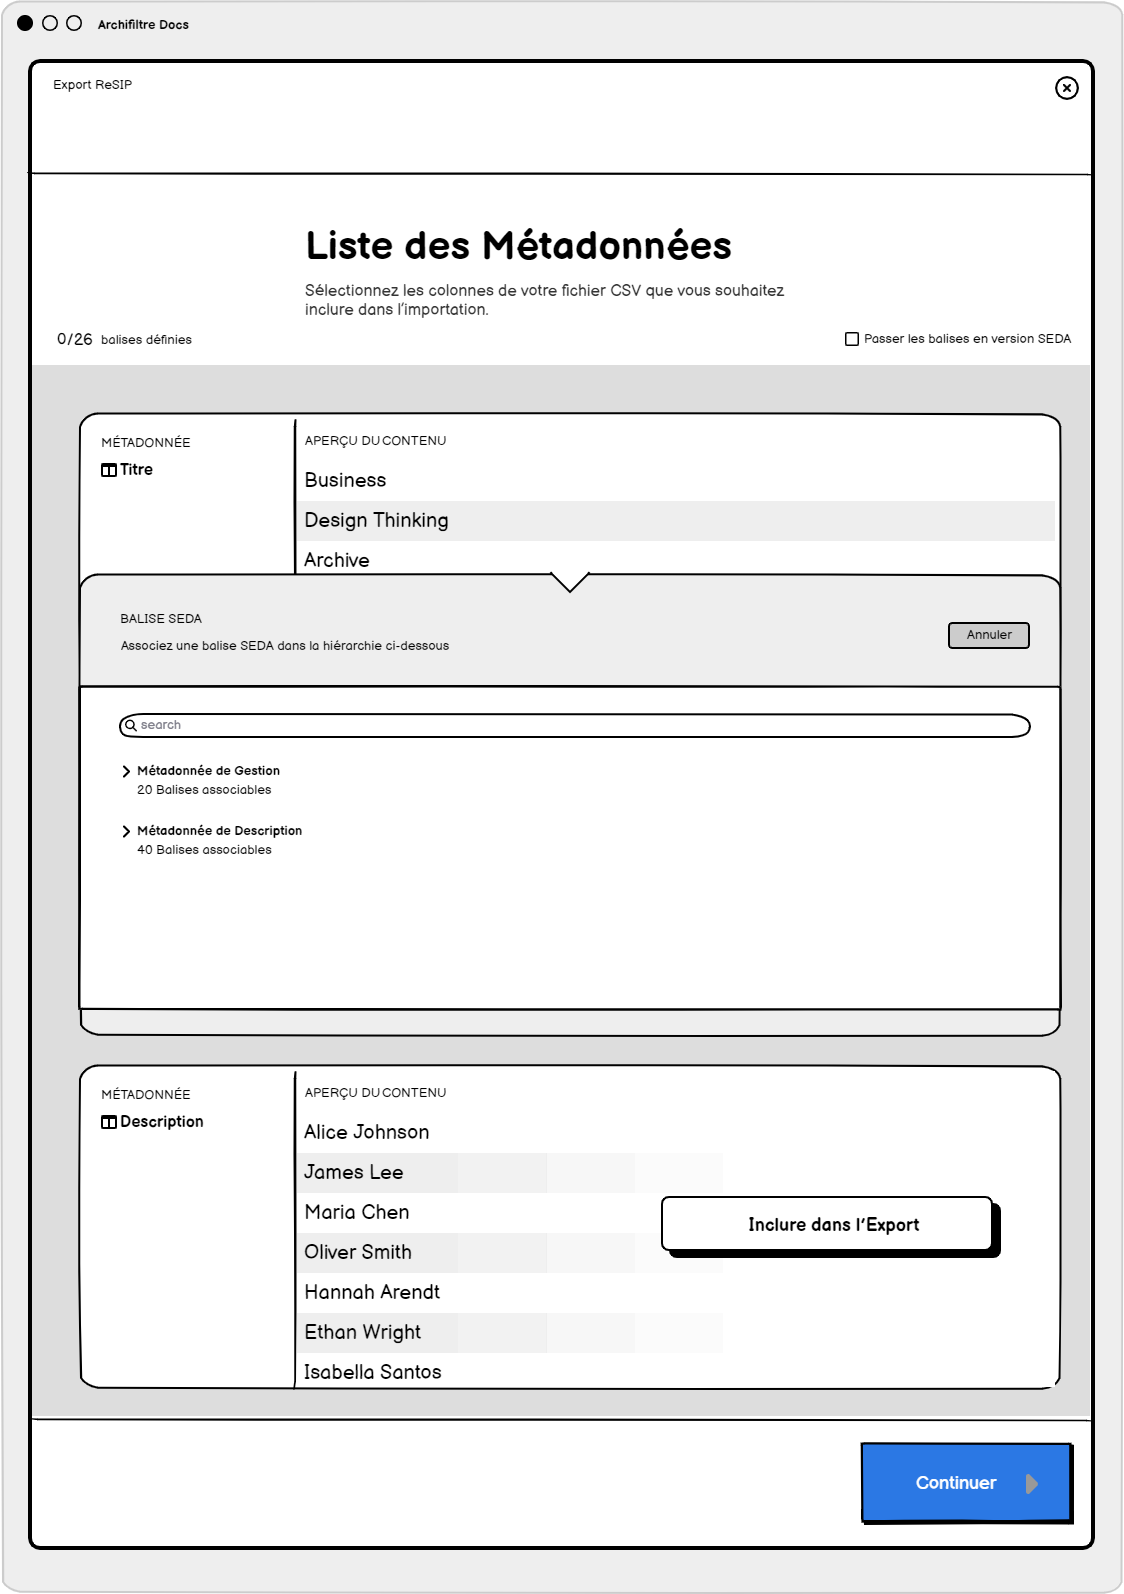 Archifiltre Docs
Export ReSIP
Liste des Métadonnées
Sélectionnez les colonnes de votre fichier CSV que vous souhaitez
inclure dans l'importation.
0/26 balises définies
Passer les balises en version SEDA
MÉTADONNÉE
Titre
APERÇU DU CONTENU
Business
Design Thinking
Archive
BALISE SEDA
Associez une balise SEDA dans la hiérarchie ci-dessous
Annuler
search
Métadonnée de Gestion
20 Balises associables
Métadonnée de Description
40 Balises associables
MÉTADONNÉE
Description
APERÇU DU CONTENU
Alice Johnson
James Lee
Maria Chen
Oliver Smith
Hannah Arendt
Ethan Wright
Isabella Santos
Inclure dans l'Export
Continuer